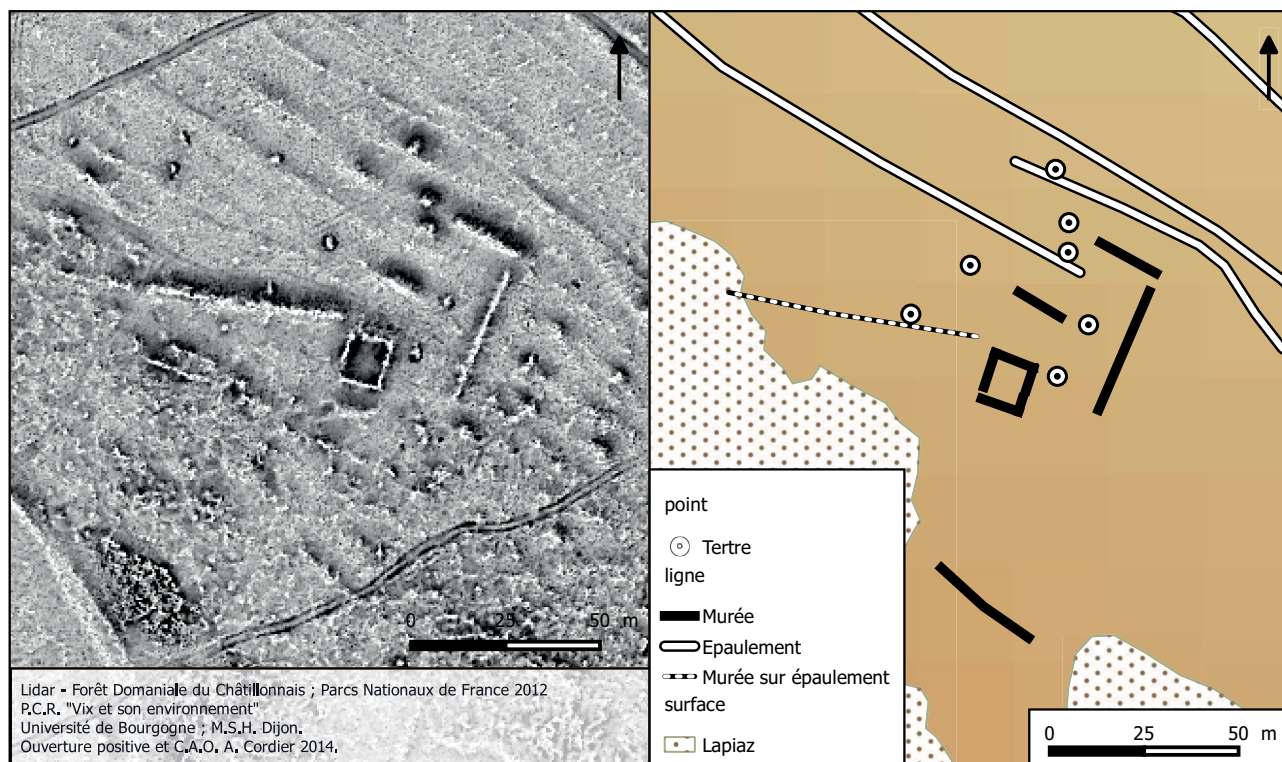 0 25 50 m
Lidar - Forêt Domaniale du Châtillonnais ; Parcs Nationaux de France 2012
P.C.R. "Vix et son environnement"
Université de Bourgogne ; M.S.H. Dijon.
Ouverture positive et C.A.O. A. Cordier 2014.
point
Tertre
ligne
Murée
Epaulement
Murée sur épaulement
surface
Lapiaz
0 25 50 m